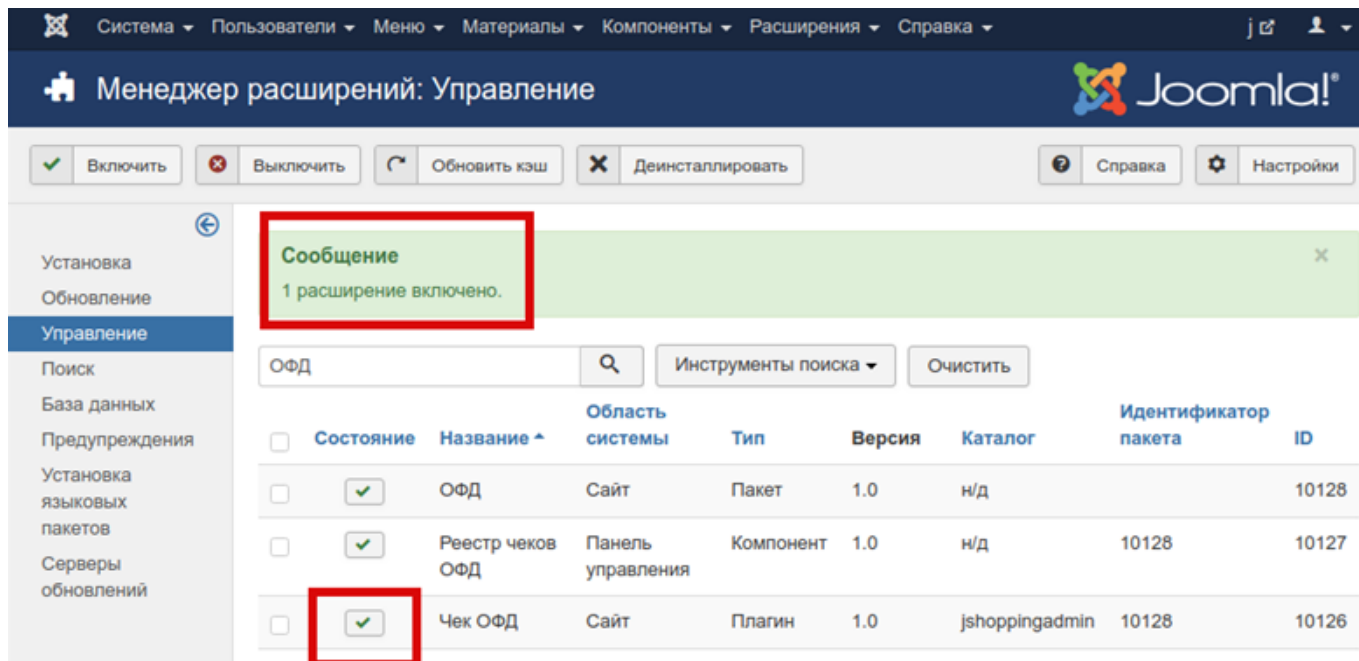 Система Пользователи Меню Материалы Компоненты Расширения Справка j
Менеджер расширений: Управление Joomla!®
Включить Выключить Обновить кэш Деинсталлировать Справка Настройки
Установка
Обновление
Управление
Поиск
База данных
Предупреждения
Установка
языковых
пакетов
Серверы
обновлений
Сообщение ×
1 расширение включено.
ОФД Инструменты поиска Очистить
Состояние Название Область системы Тип Версия Каталог Идентификатор пакета ID
ОФД Сайт Пакет 1.0 н/д 10128
Реестр чеков ОФД Панель управления Компонент 1.0 н/д 10128 10127
Чек ОФД Сайт Плагин 1.0 jshoppingadmin 10128 10126